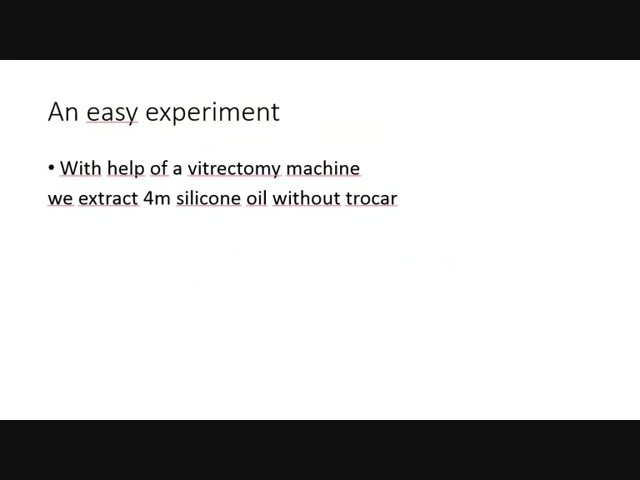 An easy experiment
• With help of a vitrectomy machine
we extract 4m silicone oil without trocar